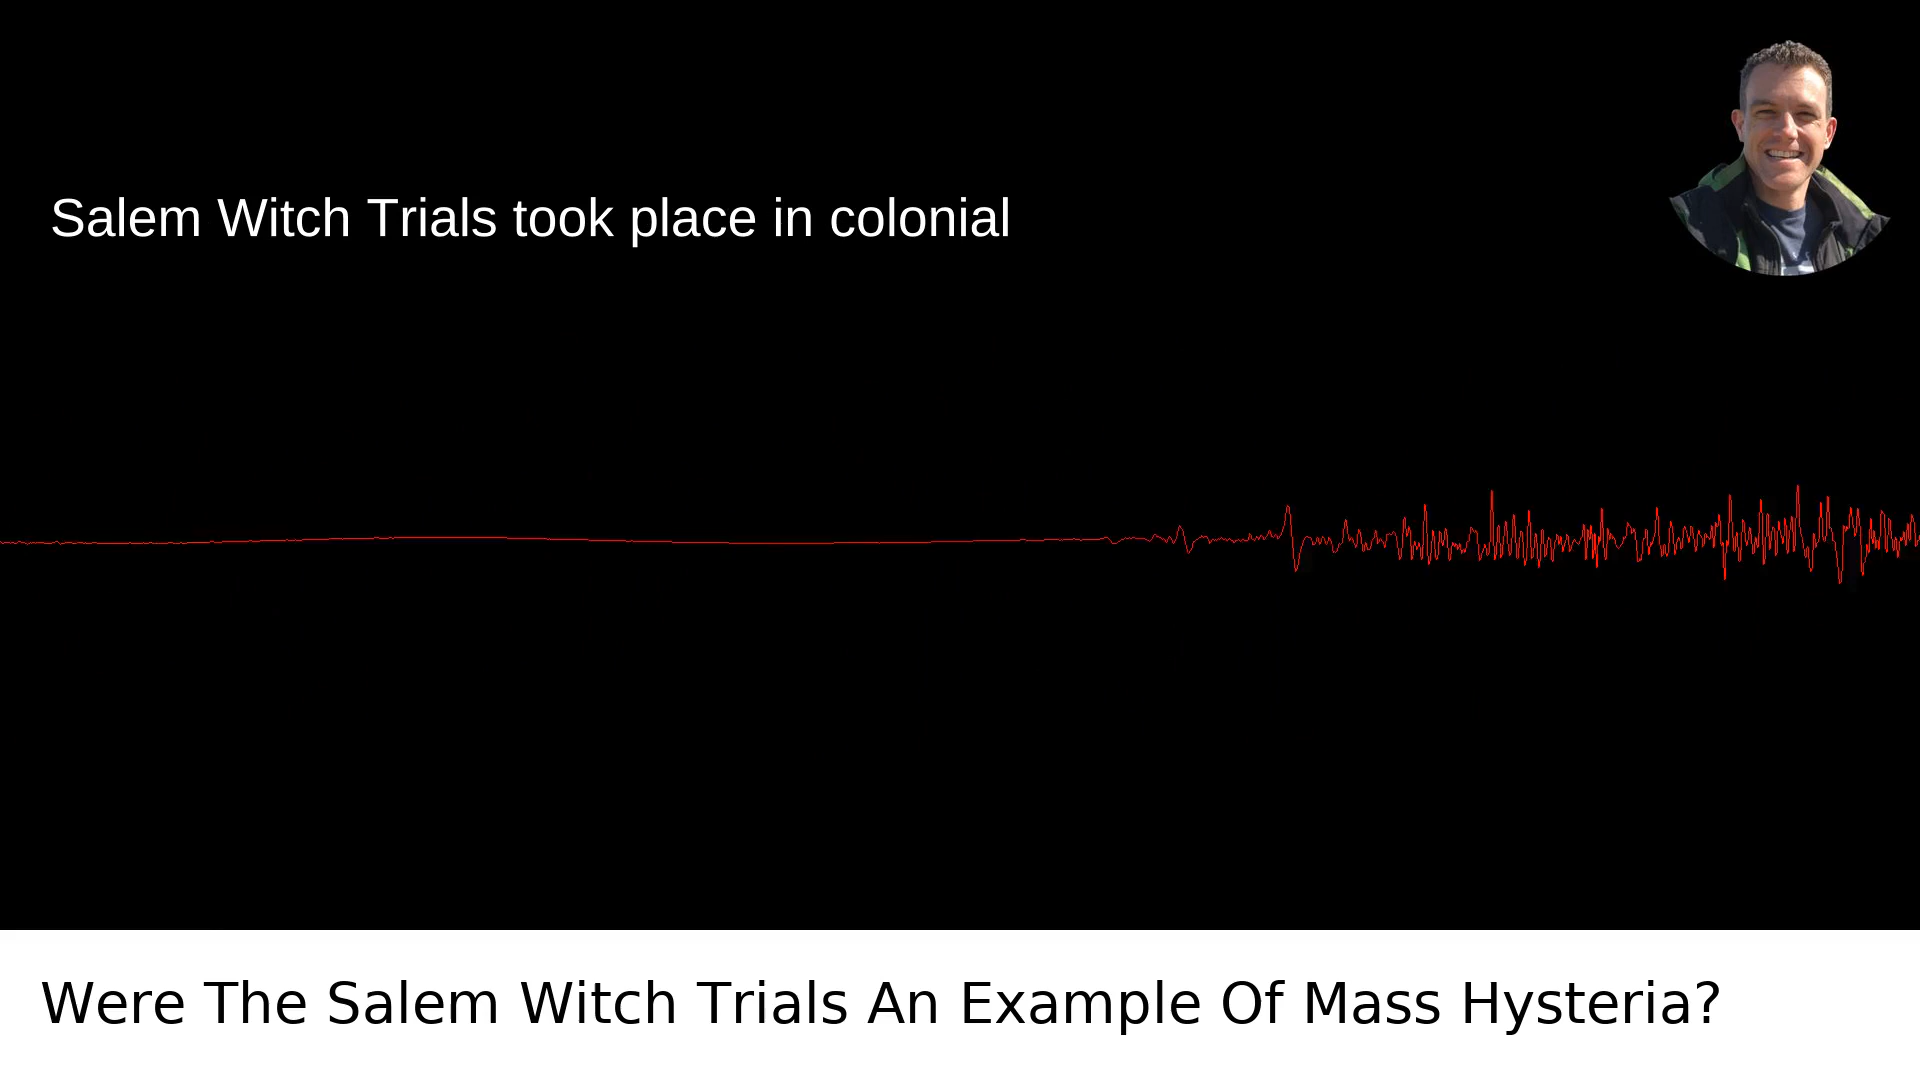 Salem Witch Trials took place in colonial
Were The Salem Witch Trials An Example Of Mass Hysteria?